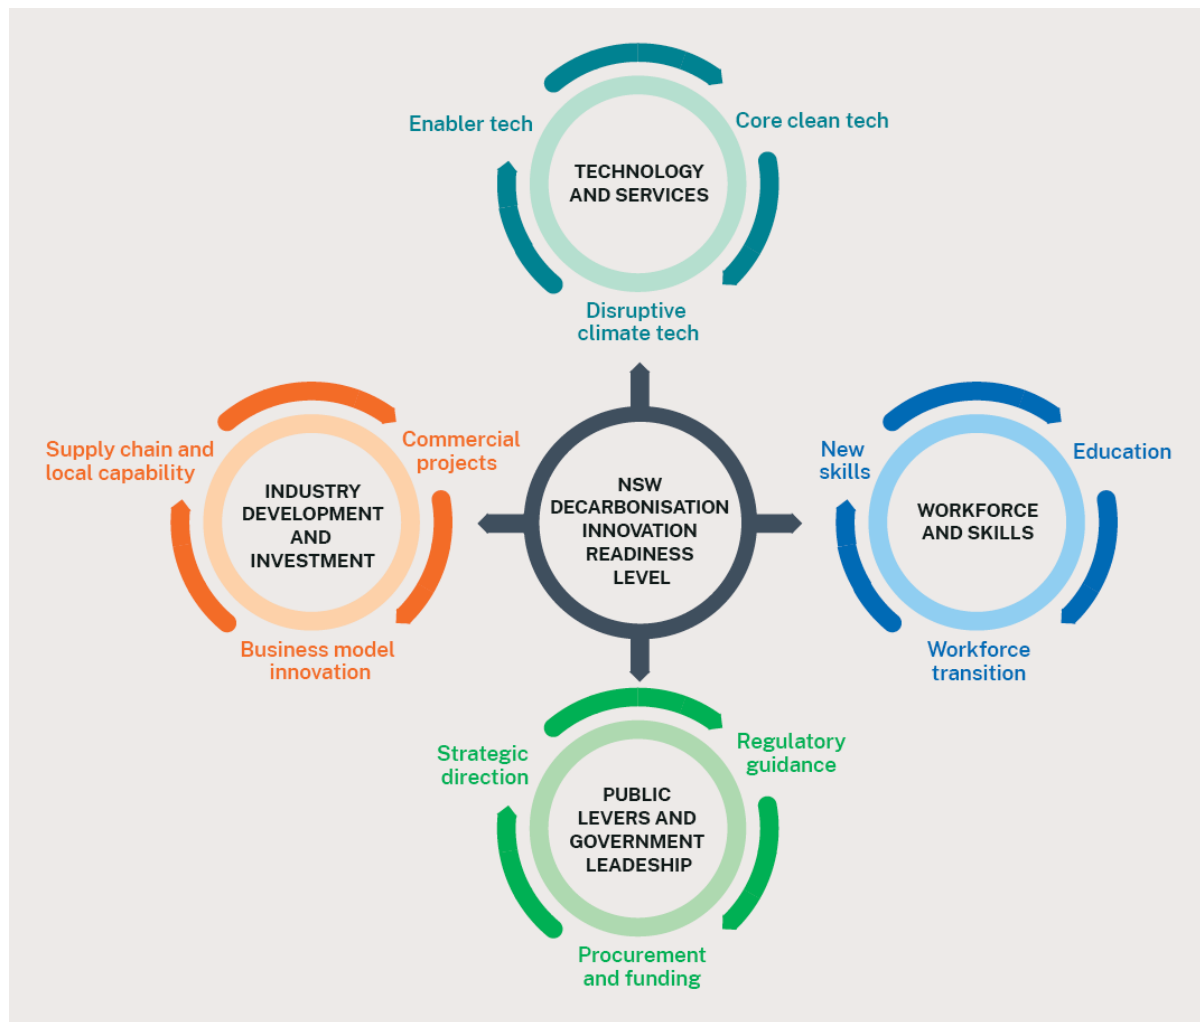 Enabler tech
Core clean tech
TECHNOLOGY
AND SERVICES
Disruptive
climate tech
Supply chain and
local capability
Commercial
projects
INDUSTRY
DEVELOPMENT
AND
INVESTMENT
Business model
innovation
NSW
DECARBONISATION
INNOVATION
READINESS
LEVEL
New
skills
Education
WORKFORCE
AND SKILLS
Workforce
transition
Strategic
direction
Regulatory
guidance
PUBLIC
LEVERS AND
GOVERNMENT
LEADESHIP
Procurement
and funding